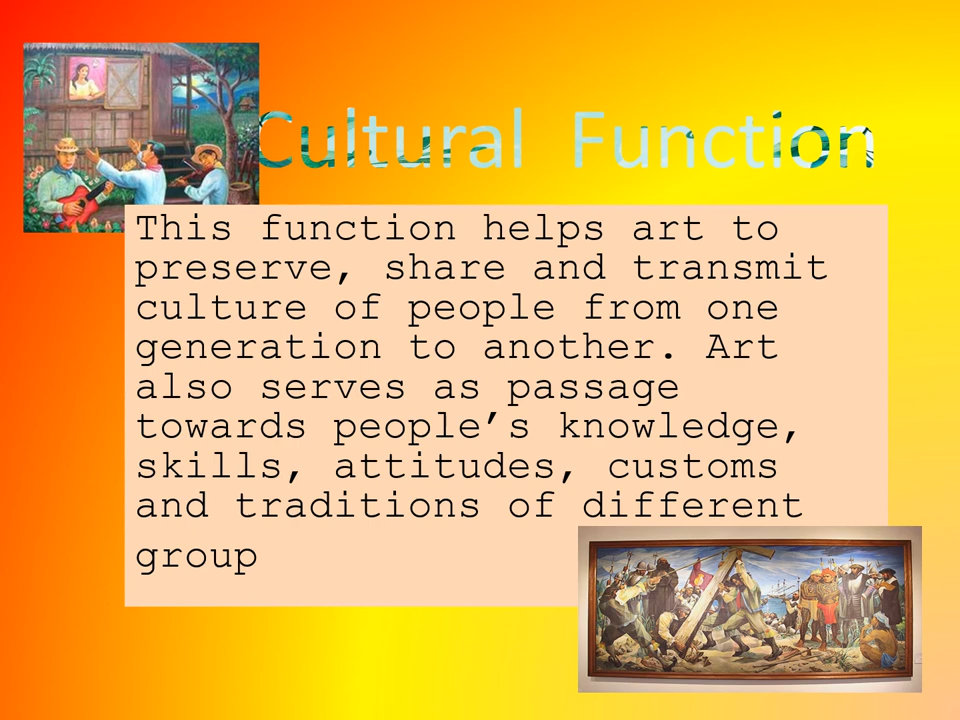 Cultural Function
This function helps art to
preserve, share and transmit
culture of people from one
generation to another. Art
also serves as passage
towards people’s knowledge,
skills, attitudes, customs
and traditions of different
group